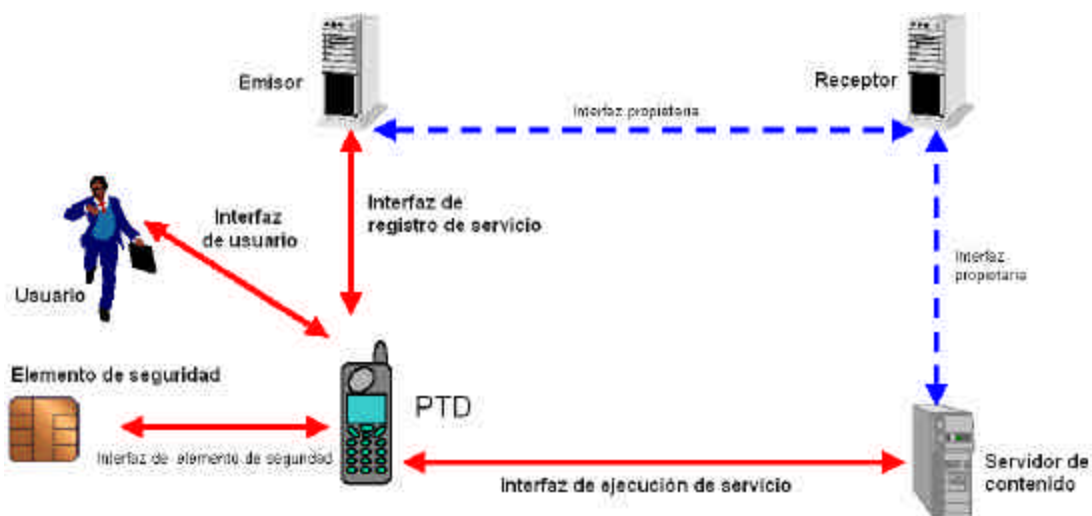 Emisor
Receptor
Interfaz propietaria
Interfaz de
registro de servicio
Interfaz
de usuario
Interfaz
propietaria
Usuario
Elemento de seguridad
PTD
Interfaz de elemento de seguridad
Servidor de
contenido
Interfaz de ejecución de servicio